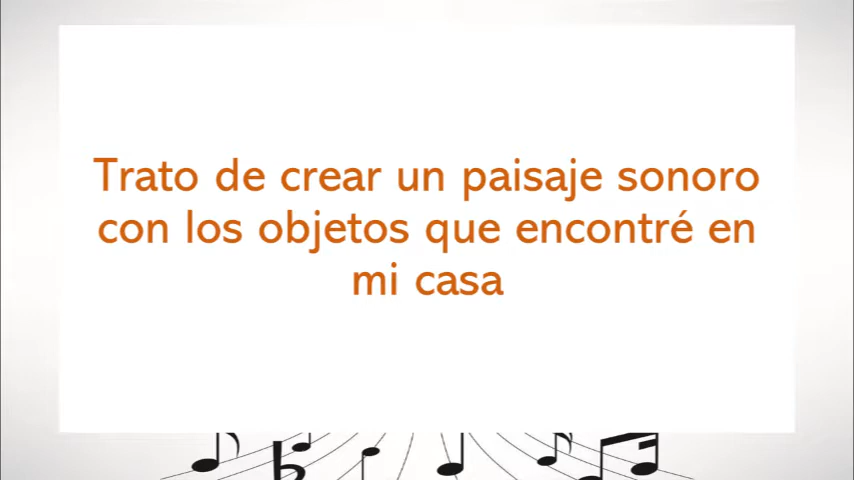 Trato de crear un paisaje sonoro
con los objetos que encontré en
mi casa